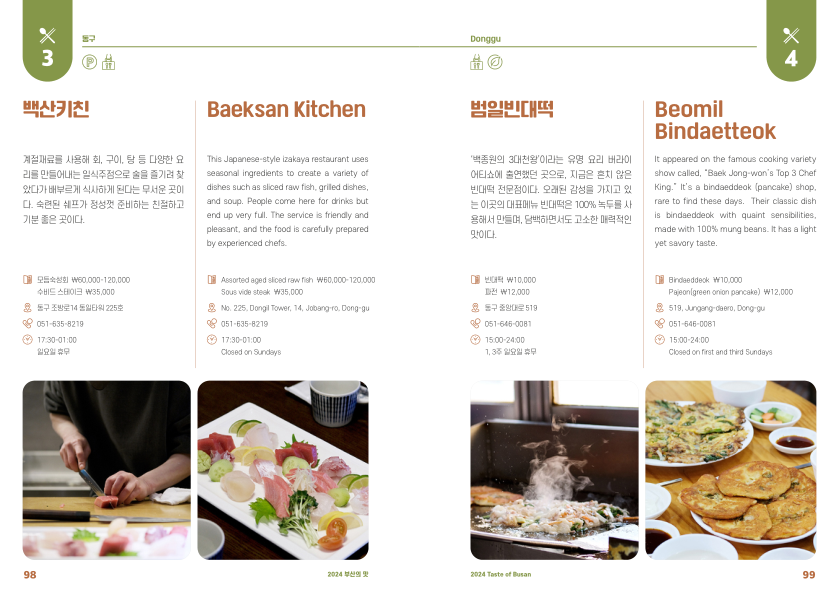 3
동구
백산키친
계절재료를 사용해 회, 구이, 탕 등 다양한 요
리를 만들어내는 일식주점으로 술을 즐기러 찾
았다가 배부르게 식사하게 된다는 무서운 곳이
다. 숙련된 쉐프가 정성껏 준비하는 친절하고
기분 좋은 곳이다.
모둠숙성회 ₩60,000-120,000
수비드 스테이크 ₩35,000
동구 조방로14 동일타워 225호
051-635-8219
17:30-01:00
일요일 휴무
Baeksan Kitchen
This Japanese-style izakaya restaurant uses
seasonal ingredients to create a variety of
dishes such as sliced raw fish, grilled dishes,
and soup. People come here for drinks but
end up very full. The service is friendly and
pleasant, and the food is carefully prepared
by experienced chefs.
Assorted aged sliced raw fish ₩60,000-120,000
Sous vide steak ₩35,000
No. 225, Dongil Tower, 14, Jobang-ro, Dong-gu
051-635-8219
17:30-01:00
Closed on Sundays
98
2024 부산의 맛
Donggu
4
범일빈대떡
'백종원의 3대천왕'이라는 유명 요리 버라이
어티쇼에 출연했던 곳으로, 지금은 흔치 않은
빈대떡 전문점이다. 오래된 감성을 가지고 있
는 이곳의 대표메뉴 빈대떡은 100% 녹두를 사
용해서 만들며, 담백하면서도 고소한 매력적인
맛이다.
빈대떡 ₩10,000
파전 ₩12,000
동구 중앙대로 519
051-646-0081
15:00-24:00
1, 3주 일요일 휴무
Beomil
Bindaetteok
It appeared on the famous cooking variety
show called, "Baek Jong-won's Top 3 Chef
King." It's a bindaeddeok (pancake) shop,
rare to find these days. Their classic dish
is bindaeddeok with quaint sensibilities,
made with 100% mung beans. It has a light
yet savory taste.
Bindaeddeok ₩10,000
Pajeon(green onion pancake) ₩12,000
519, Jungang-daero, Dong-gu
051-646-0081
15:00-24:00
Closed on first and third Sundays
2024 Taste of Busan
99